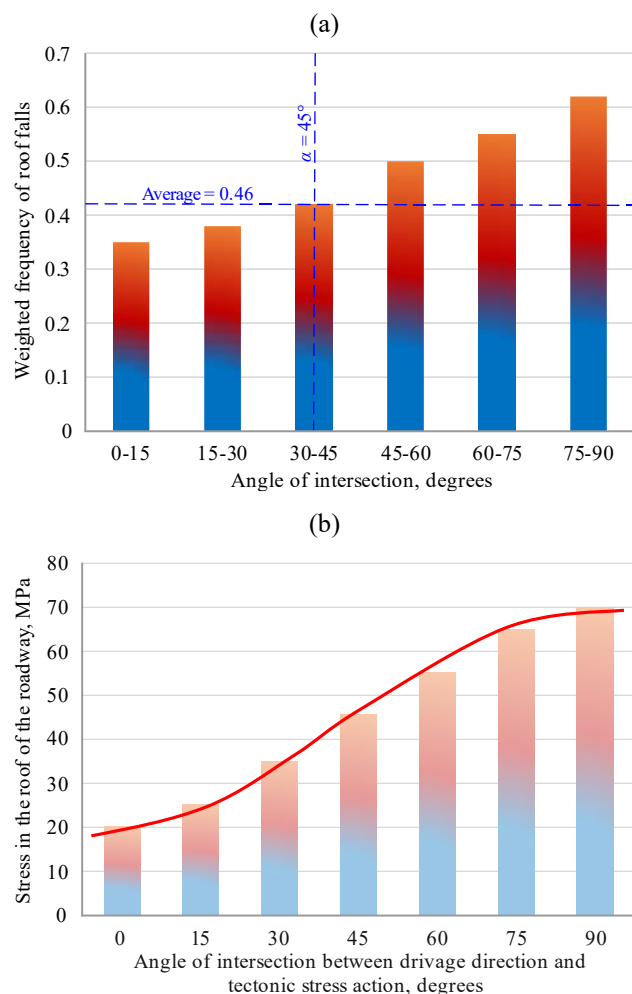 (a)
Weighted frequency of roof falls
0.7
0.6
0.5
0.4
0.3
0.2
0.1
0
α = 45°
Average = 0.46
0-15 15-30 30-45 45-60 60-75 75-90
Angle of intersection, degrees
(b)
Stress in the roof of the roadway, MPa
80
70
60
50
40
30
20
10
0
0 15 30 45 60 75 90
Angle of intersection between drivage direction and
tectonic stress action, degrees